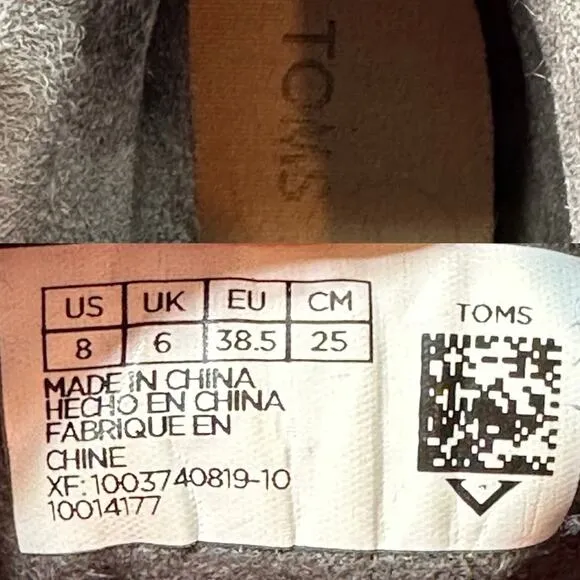 TOMS
US UK EU CM
8 6 38.5 25
MADE IN CHINA
HECHO EN CHINA
FABRIQUE EN
CHINE
XF: 1003740819-10
10014177
TOMS